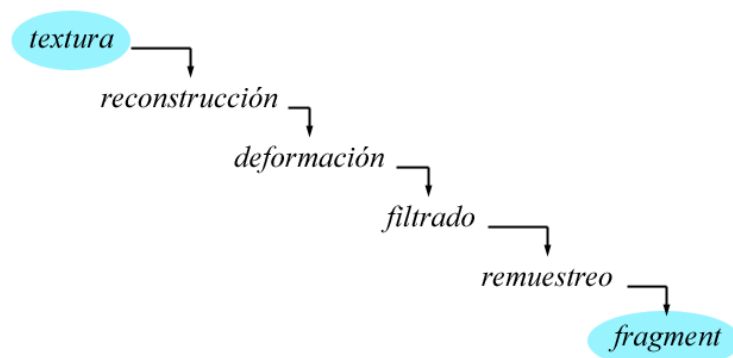 textura
reconstrucción
deformación
filtrado
remuestreo
fragment